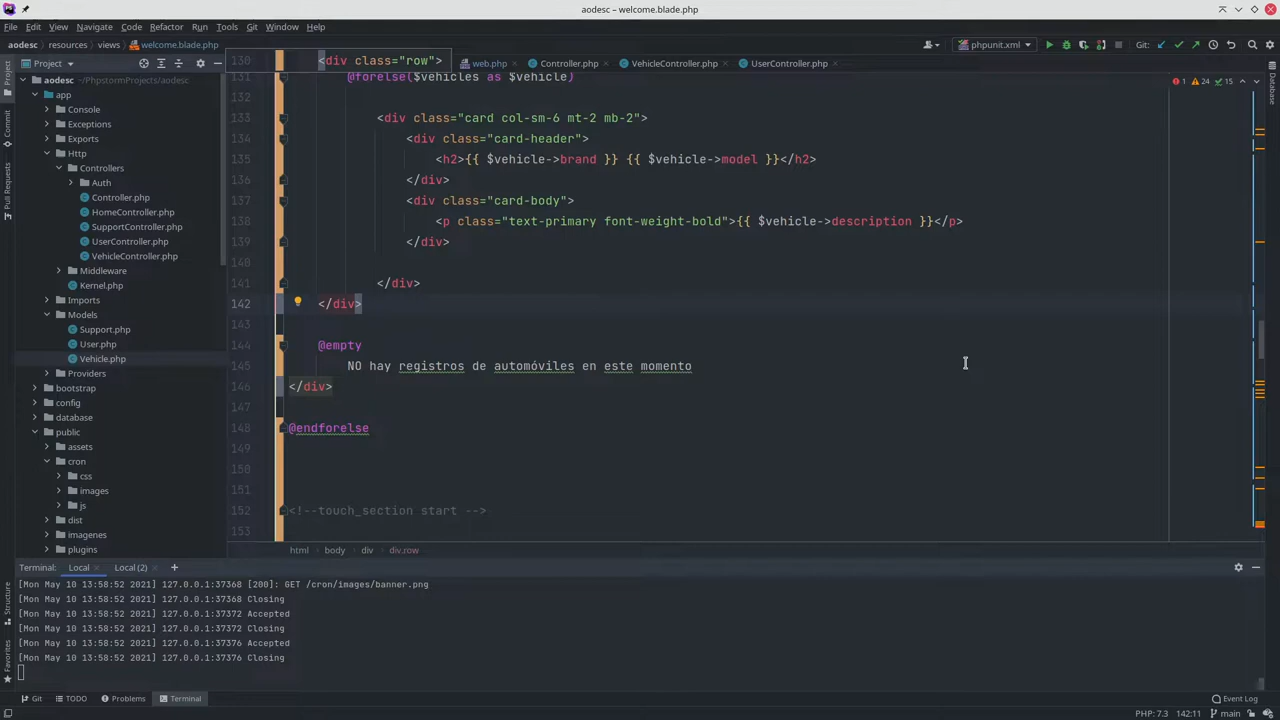 aodesc – welcome.blade.php
File Edit View Navigate Code Refactor Run Tools Git Window Help
aodesc resources views welcome.blade.php phpunit.xml Git:
Project
web.php Controller.php VehicleController.php UserController.php
aodesc ~/PhpstormProjects/aodesc
app
Console
Exceptions
Exports
Http
Controllers
Auth
Controller.php
HomeController.php
SupportController.php
UserController.php
VehicleController.php
Middleware
Kernel.php
Imports
Models
Support.php
User.php
Vehicle.php
Providers
bootstrap
config
database
public
assets
cron
css
images
js
dist
imagenes
plugins
1 24 15
130 <div class="row">
131 @forelse($vehicles as $vehicle)
132
133 <div class="card col-sm-6 mt-2 mb-2">
134 <div class="card-header">
135 <h2>{{ $vehicle->brand }} {{ $vehicle->model }}</h2>
136 </div>
137 <div class="card-body">
138 <p class="text-primary font-weight-bold">{{ $vehicle->description }}</p>
139 </div>
140
141 </div>
142 </div>
143
144 @empty
145 NO hay registros de automóviles en este momento
146 </div>
147
148 @endforelse
149
150
151
152 <!--touch_section start -->
153
html body div div.row
Terminal: Local Local (2)
[Mon May 10 13:58:52 2021] 127.0.0.1:37368 [200]: GET /cron/images/banner.png
[Mon May 10 13:58:52 2021] 127.0.0.1:37368 Closing
[Mon May 10 13:58:52 2021] 127.0.0.1:37372 Accepted
[Mon May 10 13:58:52 2021] 127.0.0.1:37372 Closing
[Mon May 10 13:58:52 2021] 127.0.0.1:37376 Accepted
[Mon May 10 13:58:52 2021] 127.0.0.1:37376 Closing
Git TODO Problems Terminal Event Log
PHP: 7.3 142:11 main
Project
Commit
Pull Requests
Structure
Favorites
Database